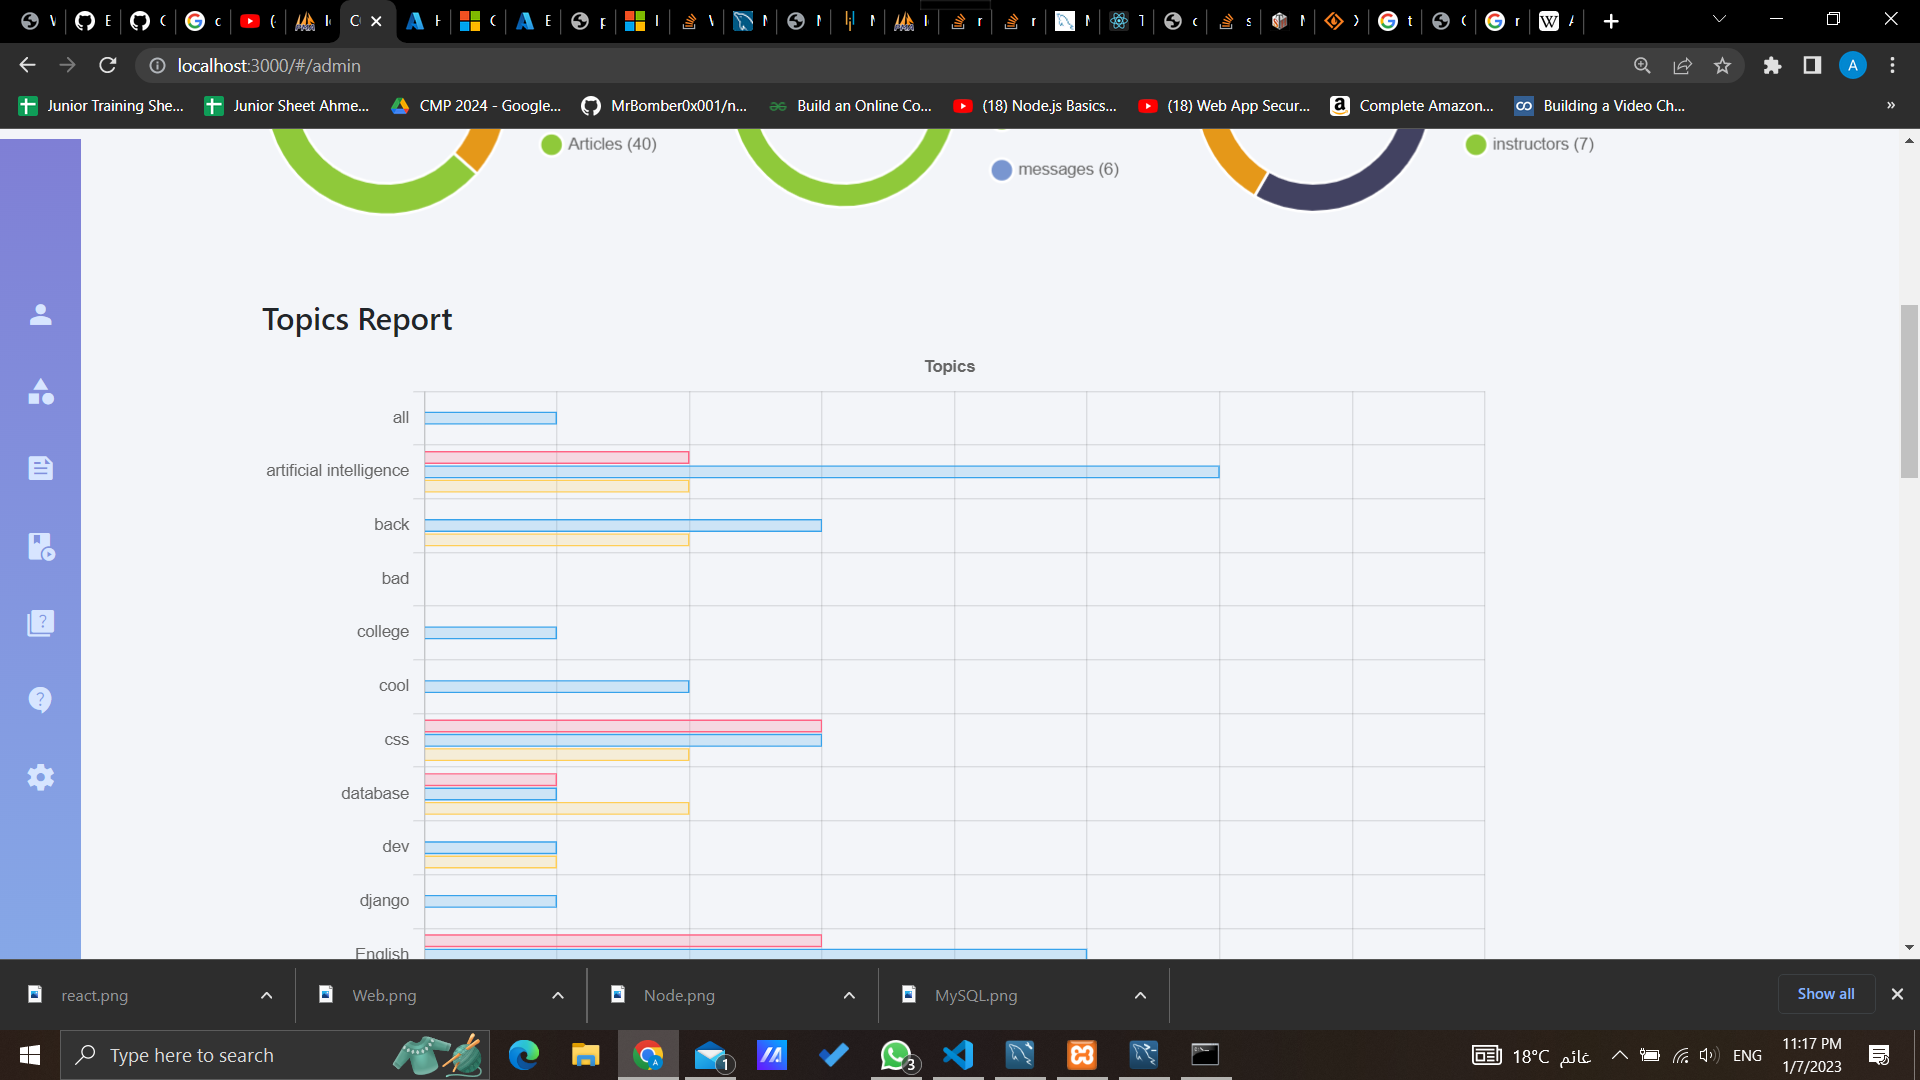 localhost:3000/#/admin
A
Junior Training She...
Junior Sheet Ahme...
CMP 2024 - Google...
MrBomber0x001/n...
Build an Online Co...
(18) Node.js Basics...
(18) Web App Secur...
Complete Amazon...
Building a Video Ch...
»
Articles (40)
messages (6)
instructors (7)
Topics Report
Topics
all
artificial intelligence
back
bad
college
cool
css
database
dev
django
English
react.png
Web.png
Node.png
MySQL.png
Show all
Type here to search
1
3
18°C غائم
ENG
11:17 PM
1/7/2023